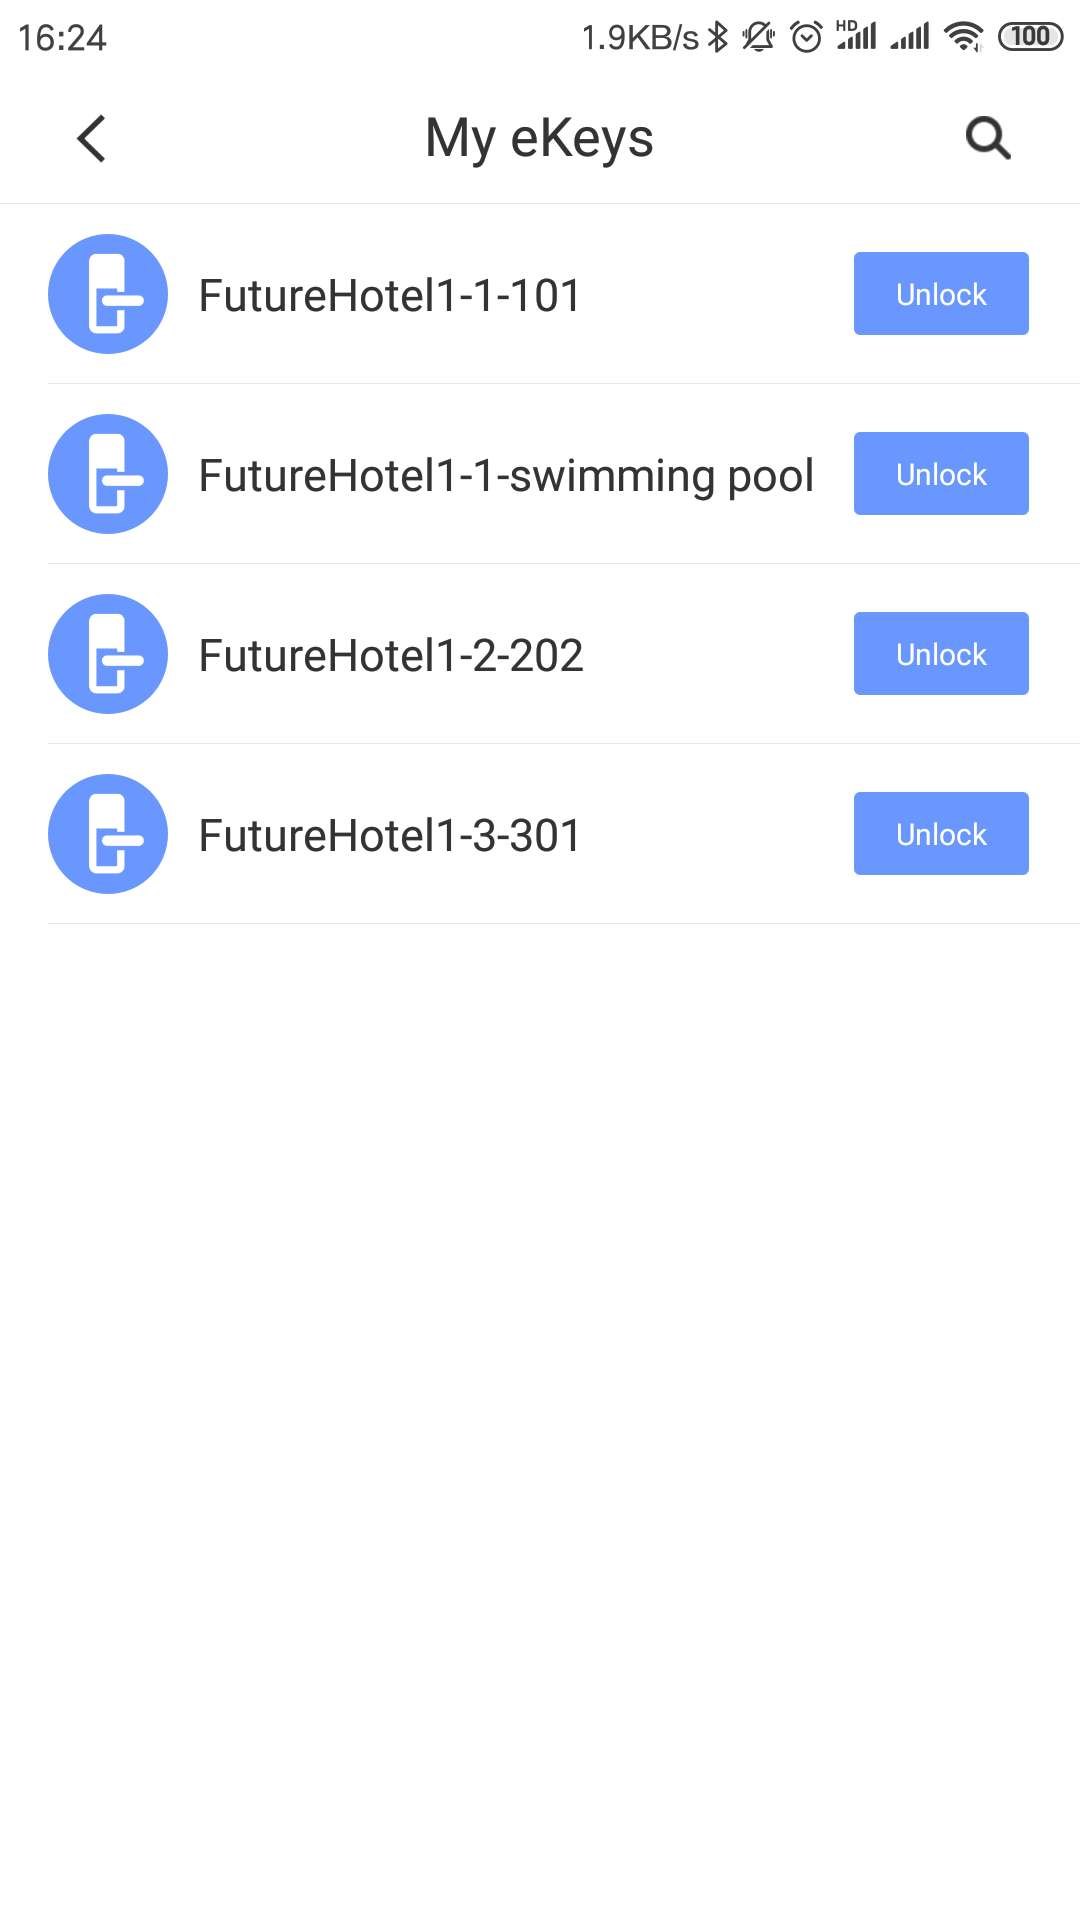 16:24 1.9KB/s HD 100
My eKeys
FutureHotel1-1-101 Unlock
FutureHotel1-1-swimming pool Unlock
FutureHotel1-2-202 Unlock
FutureHotel1-3-301 Unlock